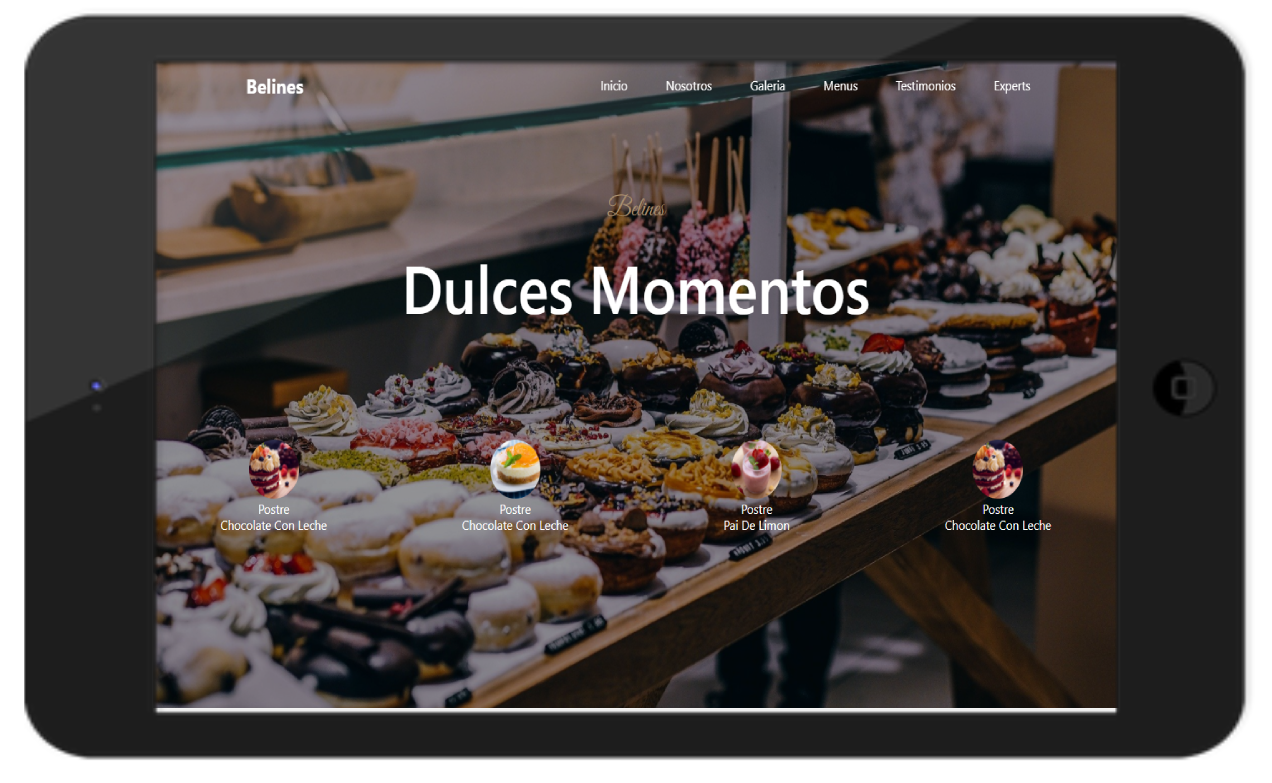 Belines
Inicio Nosotros Galeria Menus Testimonios Experts
Belines
Dulces Momentos
Postre
Chocolate Con Leche
Postre
Chocolate Con Leche
Postre
Pai De Limon
Postre
Chocolate Con Leche